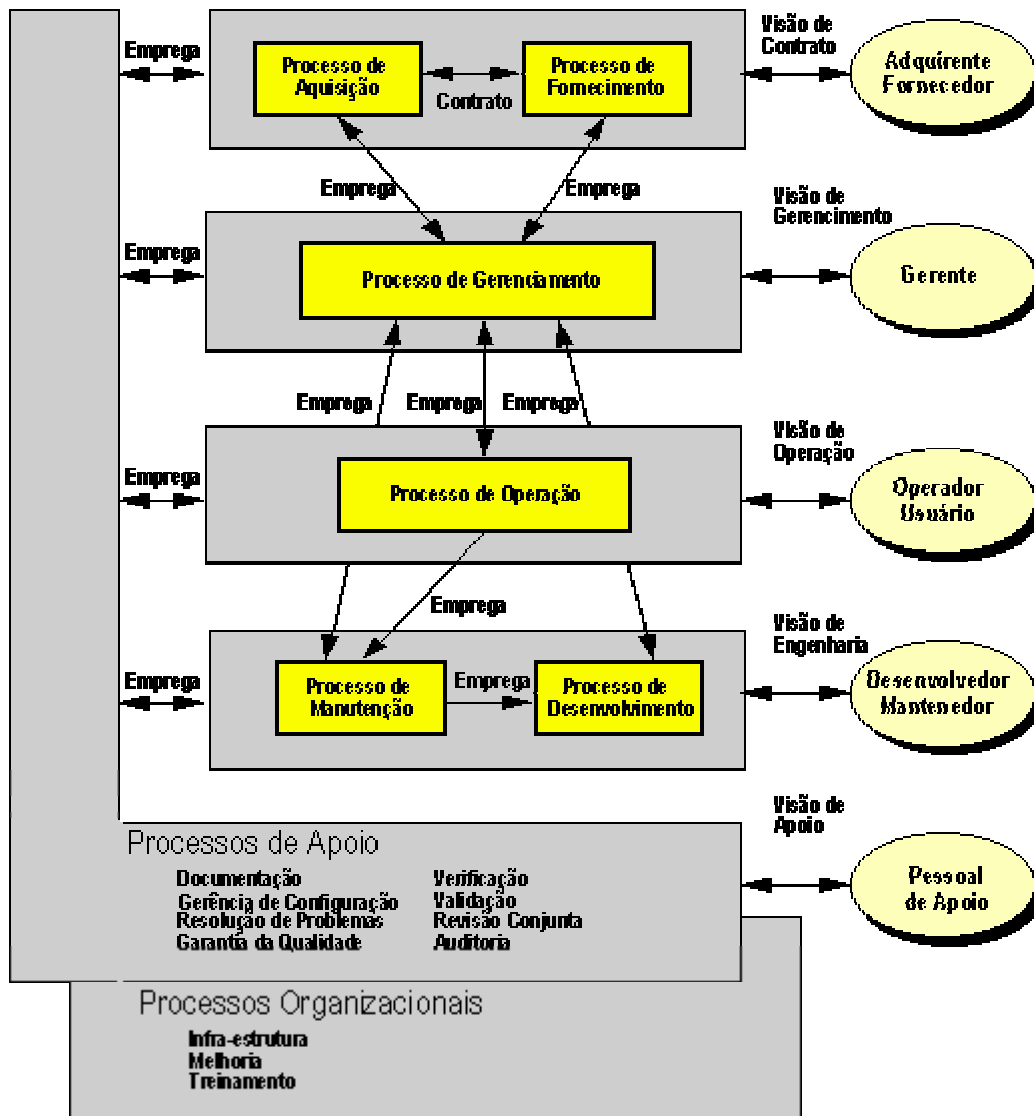 Emprega
Processo de
Aquisição
Contrato
Processo de
Fornecimento
Visão de
Contrato
Adquirente
Fornecedor
Emprega
Emprega
Emprega
Processo de Gerenciamento
Visão de
Gerencimento
Gerente
Emprega
Emprega
Emprega
Emprega
Processo de Operação
Visão de
Operação
Operador
Usuário
Emprega
Emprega
Processo de
Manutenção
Emprega
Processo de
Desenvolvimento
Visão de
Engenharia
Desenvolvedor
Mantenedor
Processos de Apoio
Documentação
Gerência de Configuração
Resolução de Problemas
Garantia da Qualidade
Verificação
Validação
Revisão Conjunta
Auditoria
Visão de
Apoio
Pessoal
de Apoio
Processos Organizacionais
Infra-estrutura
Melhoria
Treinamento